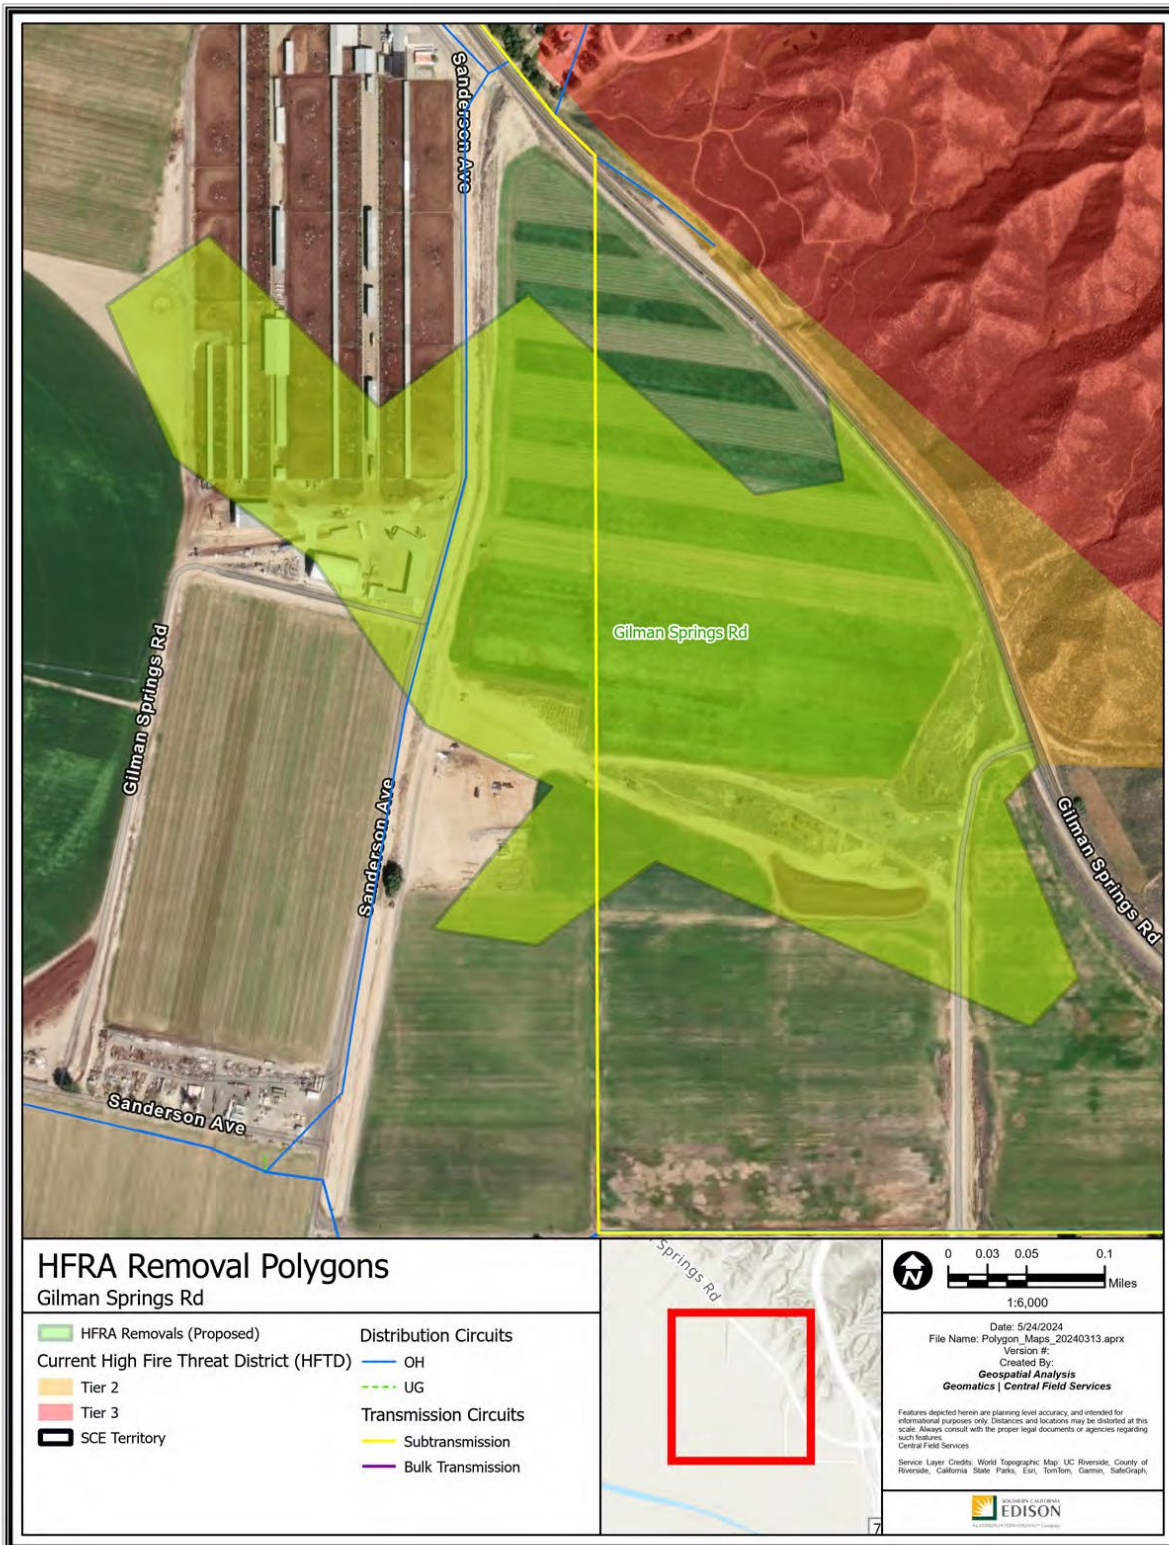 Sanderson Ave
Gilman Springs Rd
Gilman Springs Rd
Sanderson Ave
Gilman Springs Rd
Sanderson Ave
HFRA Removal Polygons
Gilman Springs Rd
HFRA Removals (Proposed)
Current High Fire Threat District (HFTD)
Tier 2
Tier 3
SCE Territory
Distribution Circuits
OH
UG
Transmission Circuits
Subtransmission
Bulk Transmission
Springs Rd
7
N
0 0.03 0.05 0.1
Miles
1:6,000
Date: 5/24/2024
File Name: Polygon_Maps_20240313.aprx
Version #:
Created By:
Geospatial Analysis
Geomatics | Central Field Services
Features depicted herein are planning level accuracy, and intended for
informational purposes only. Distances and locations may be distorted at this
scale. Always consult with the proper legal documents or agencies regarding
such features.
Central Field Services
Service Layer Credits: World Topographic Map: UC Riverside, County of
Riverside, California State Parks, Esri, TomTom, Garmin, SafeGraph,
SOUTHERN CALIFORNIA
EDISON